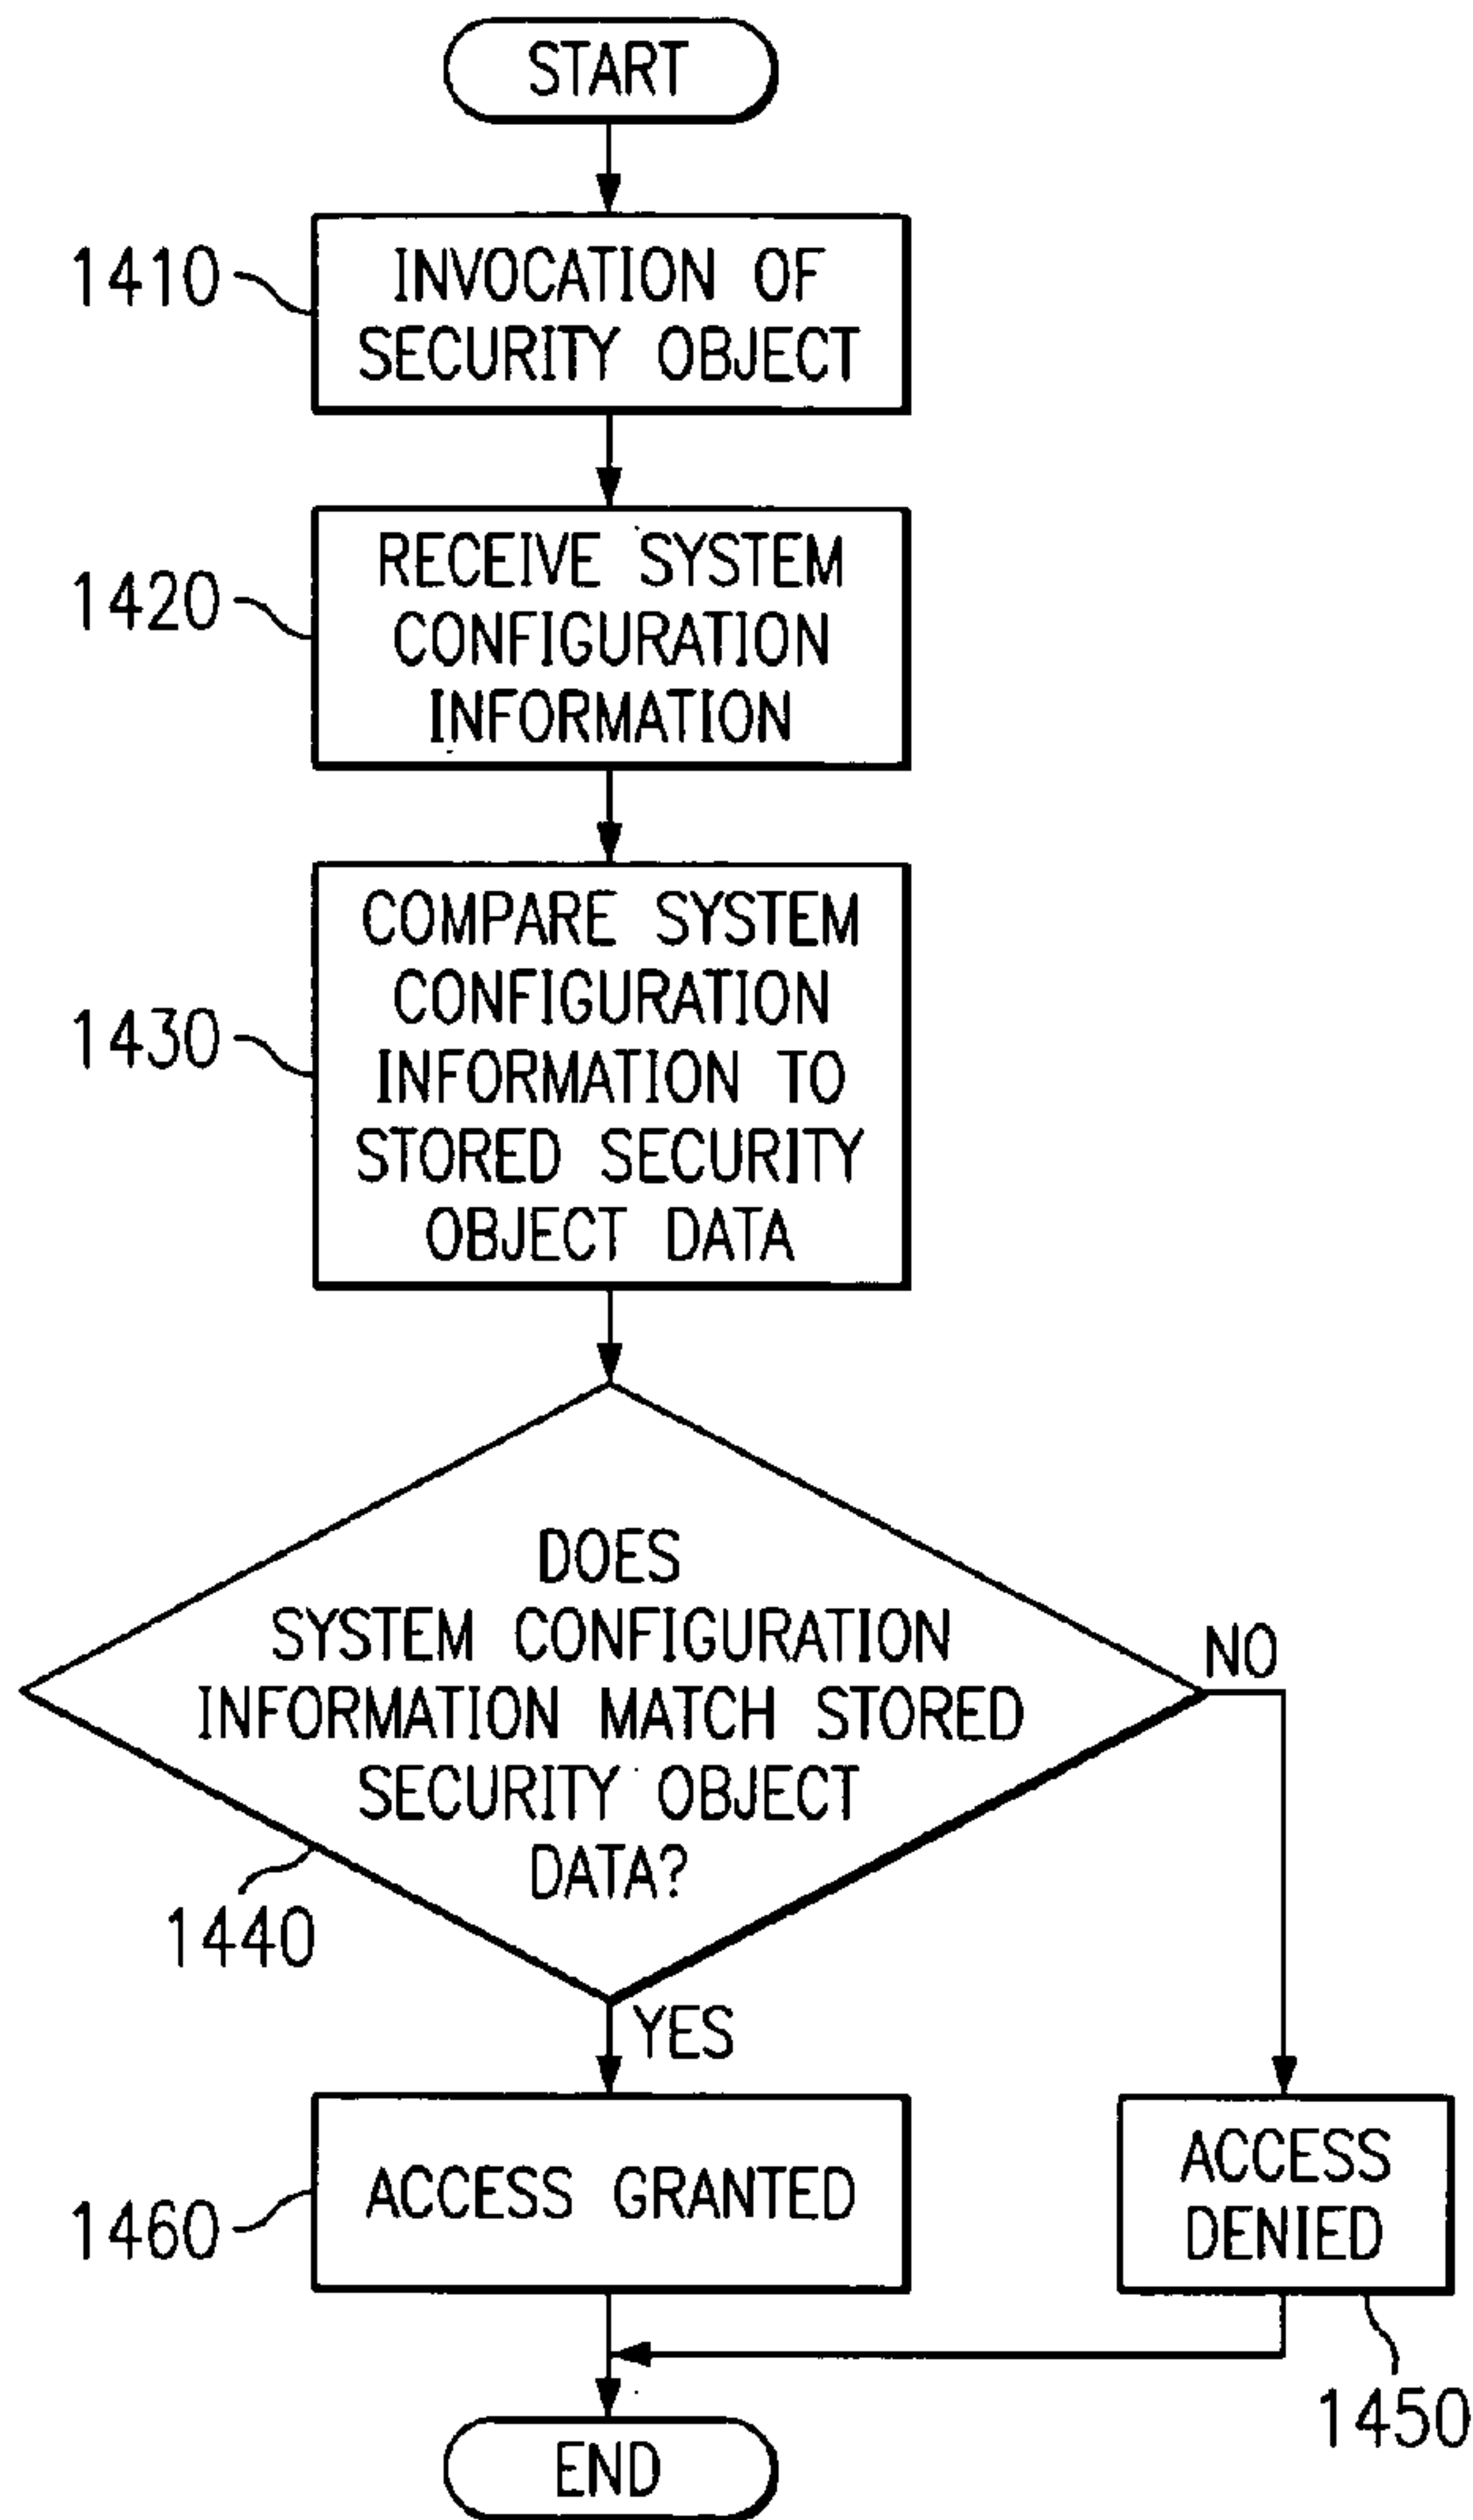 START
1410
INVOCATION OF
SECURITY OBJECT
1420
RECEIVE SYSTEM
CONFIGURATION
INFORMATION
1430
COMPARE SYSTEM
CONFIGURATION
INFORMATION TO
STORED SECURITY
OBJECT DATA
DOES
SYSTEM CONFIGURATION
INFORMATION MATCH STORED
SECURITY OBJECT
DATA?
1440
NO
YES
1460
ACCESS GRANTED
ACCESS
DENIED
1450
END